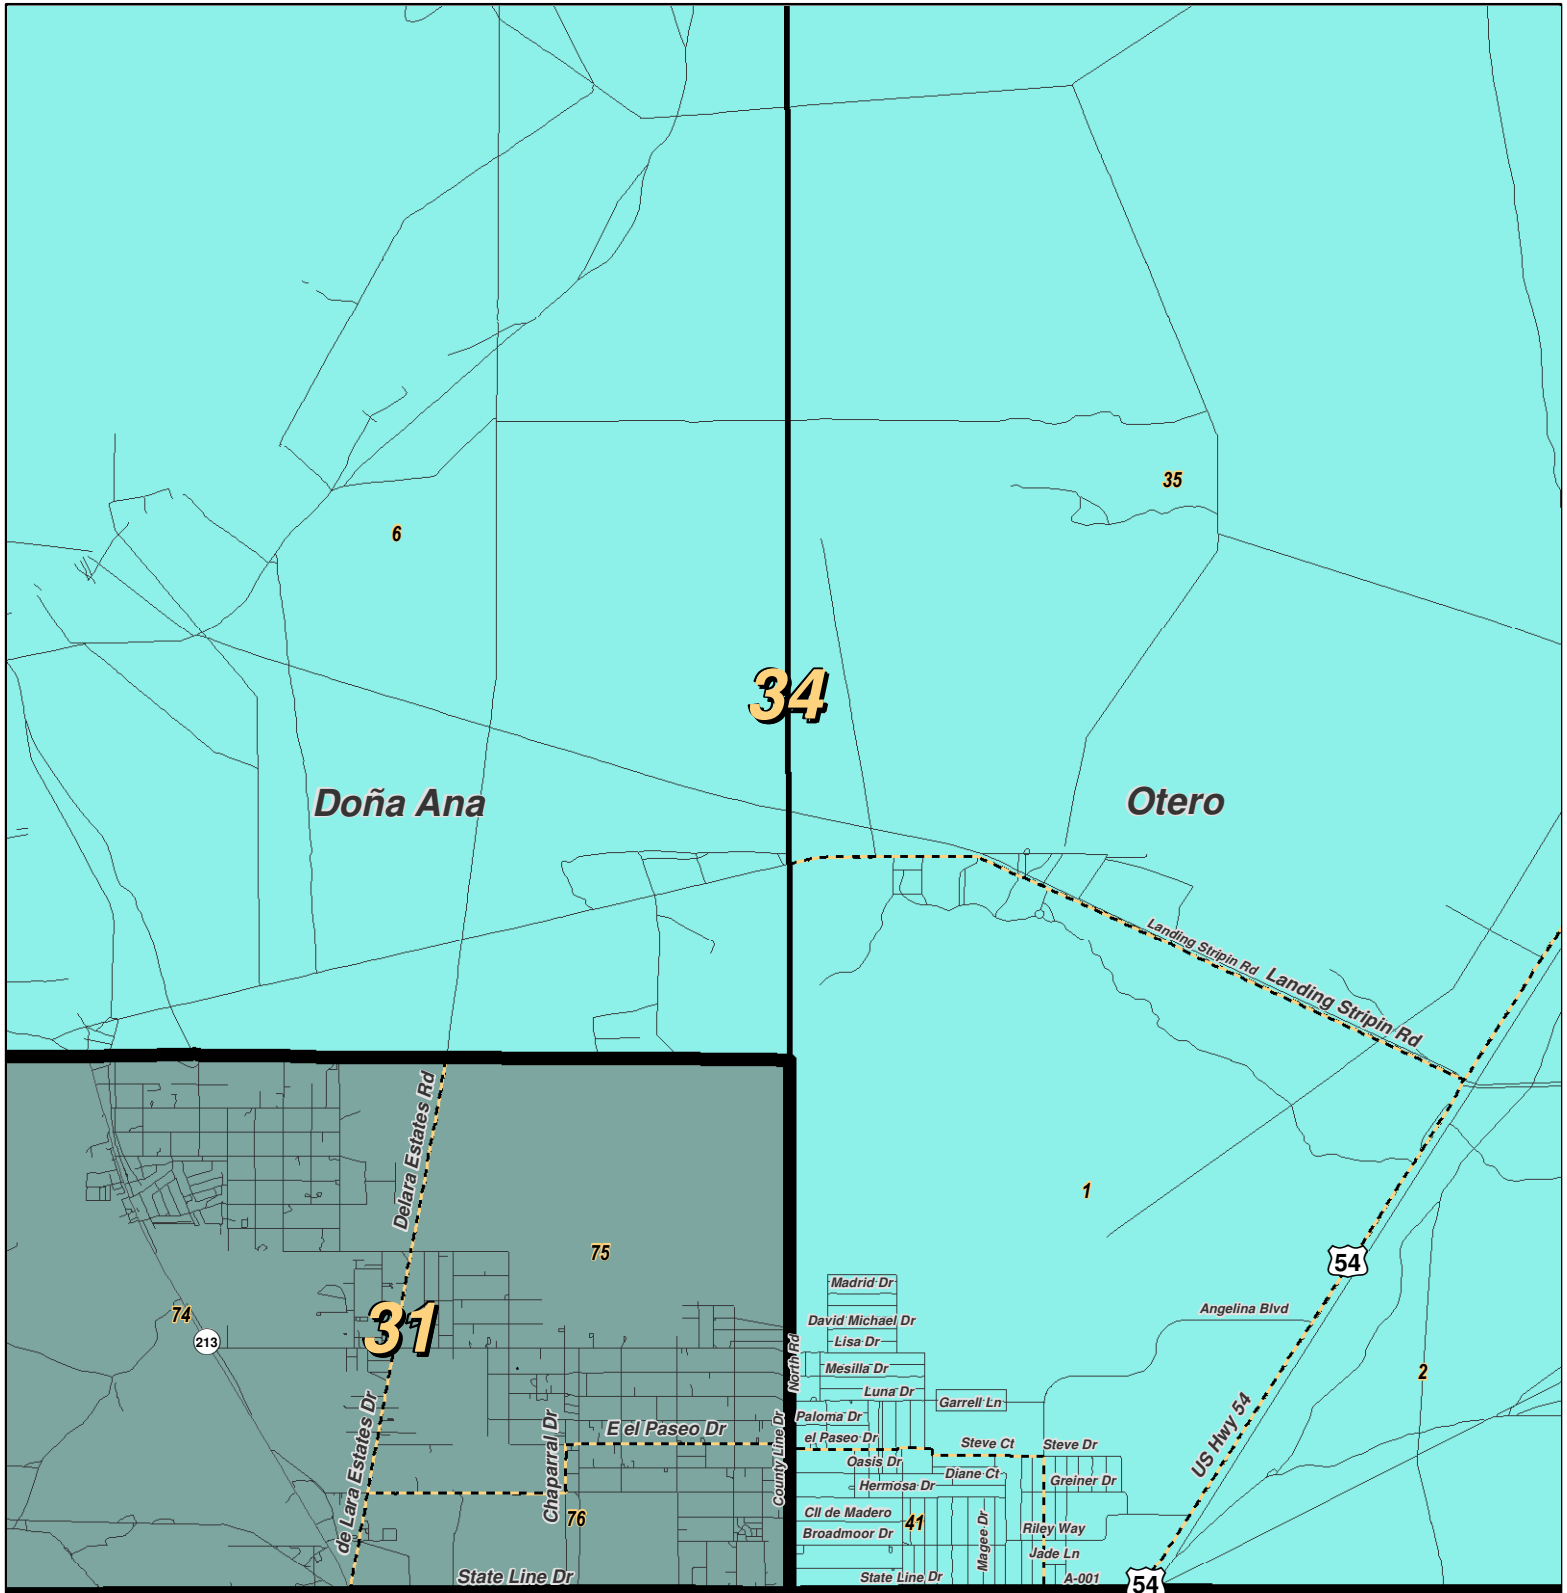 35
6
34
Doña Ana
Otero
Landing Stripin Rd
Landing Stripin Rd
Delara Estates Rd
1
75
54
Madrid Dr
74
31
213
Angelina Blvd
David Michael Dr
Lisa Dr
North Rd
Mesilla Dr
2
Luna Dr
Garrell Ln
Paloma Dr
de Lara Estates Dr
Chaparral Dr
E el Paseo Dr
County Line Dr
el Paseo Dr
Steve Ct
Steve Dr
US Hwy 54
Oasis Dr
Diane Ct
Hermosa Dr
Greiner Dr
76
Cll de Madero
41
Broadmoor Dr
Magee Dr
Riley Way
Jade Ln
State Line Dr
State Line Dr
A-001
54